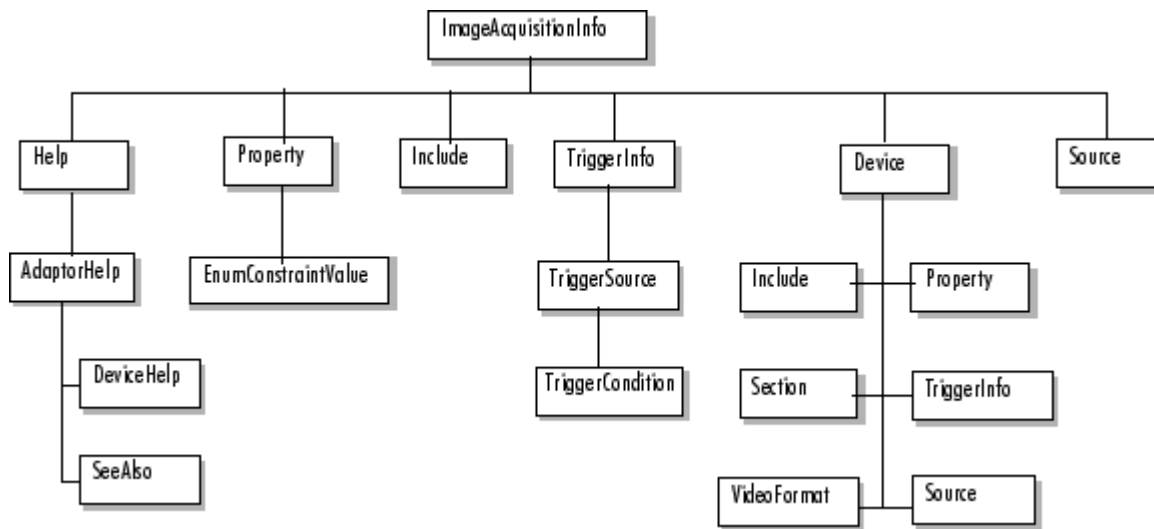 ImageAcquisitionInfo
Help
Property
Include
TriggerInfo
Device
Source
AdaptorHelp
EnumConstraintValue
TriggerSource
Include
Property
DeviceHelp
TriggerCondition
Section
TriggerInfo
SeeAlso
VideoFormat
Source